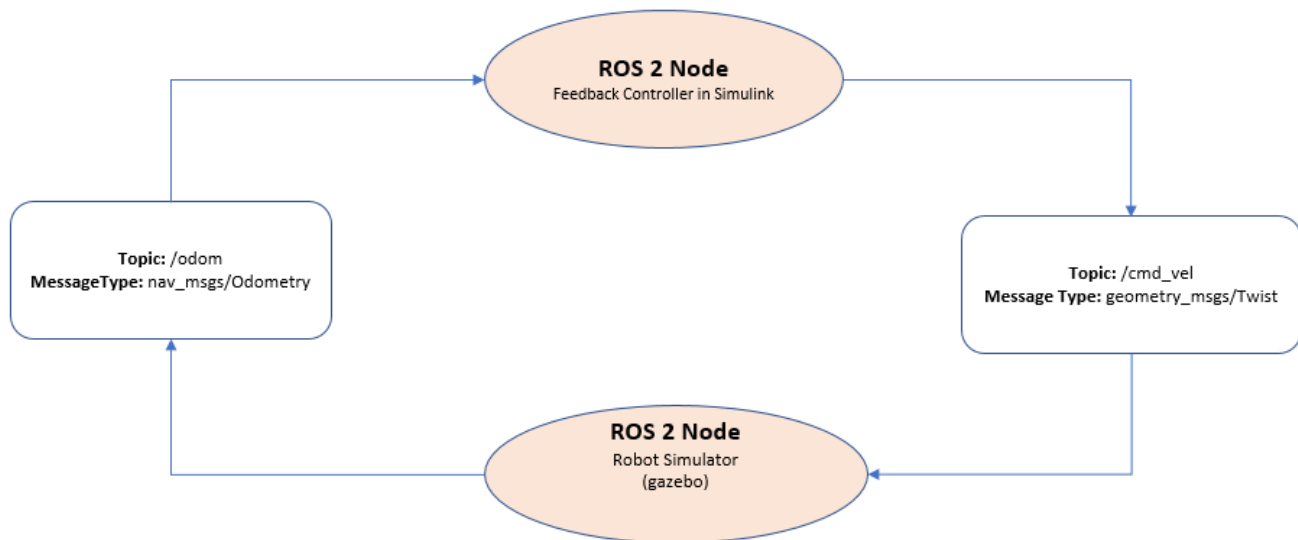 ROS 2 Node
Feedback Controller in Simulink
Topic: /odom
MessageType: nav_msgs/Odometry
Topic: /cmd_vel
Message Type: geometry_msgs/Twist
ROS 2 Node
Robot Simulator
(gazebo)